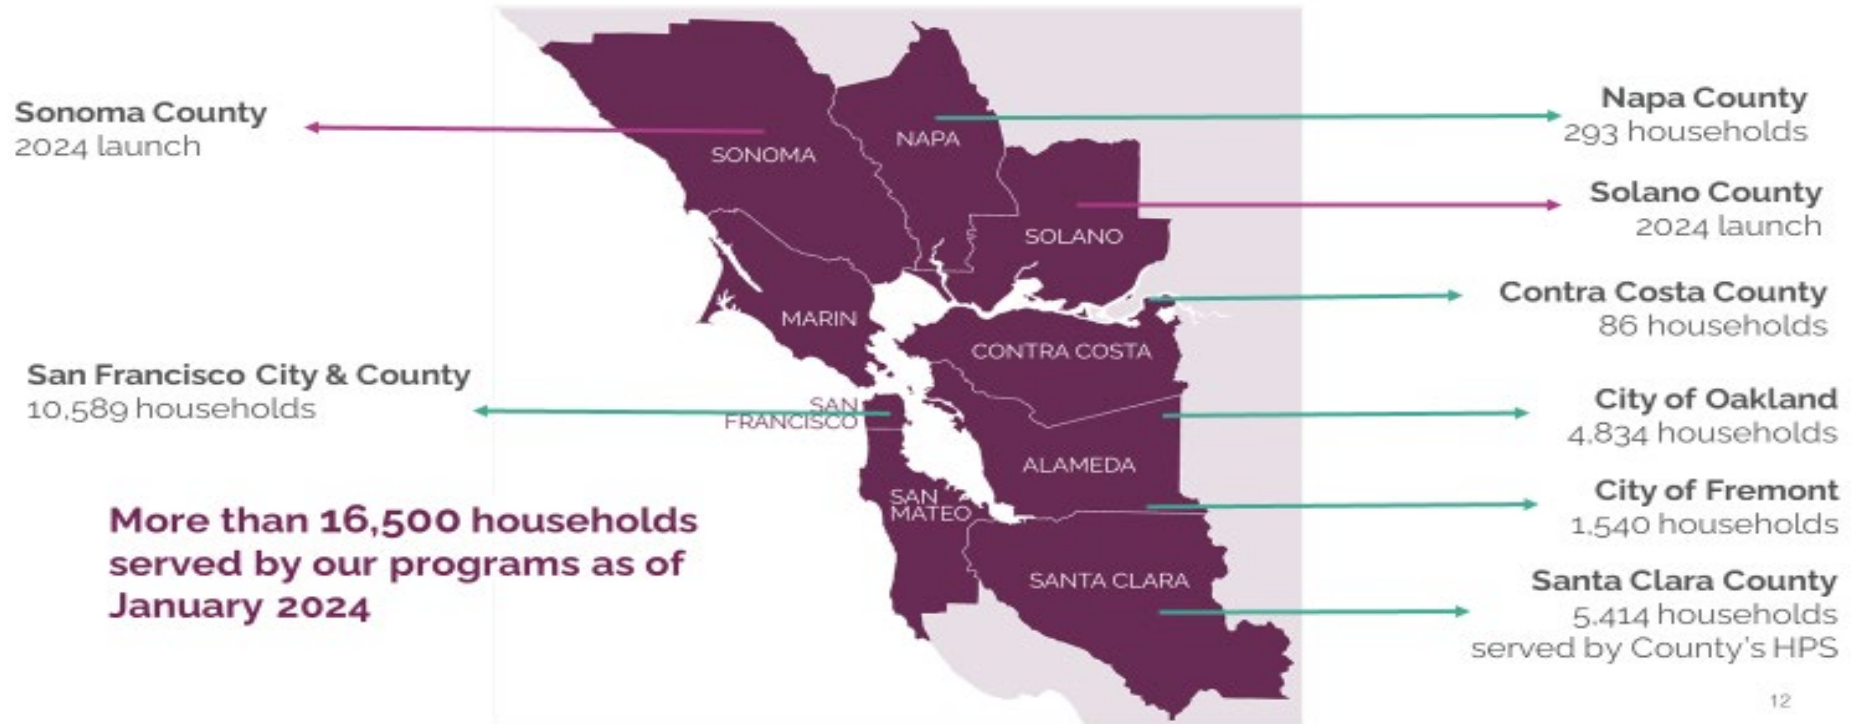 Sonoma County
2024 launch
San Francisco City & County
10,589 households
More than 16,500 households
served by our programs as of
January 2024
SONOMA
NAPA
SOLANO
MARIN
CONTRA COSTA
SAN
FRANCISCO
ALAMEDA
SAN
MATEO
SANTA CLARA
Napa County
293 households
Solano County
2024 launch
Contra Costa County
86 households
City of Oakland
4,834 households
City of Fremont
1,540 households
Santa Clara County
5,414 households
served by County's HPS
12